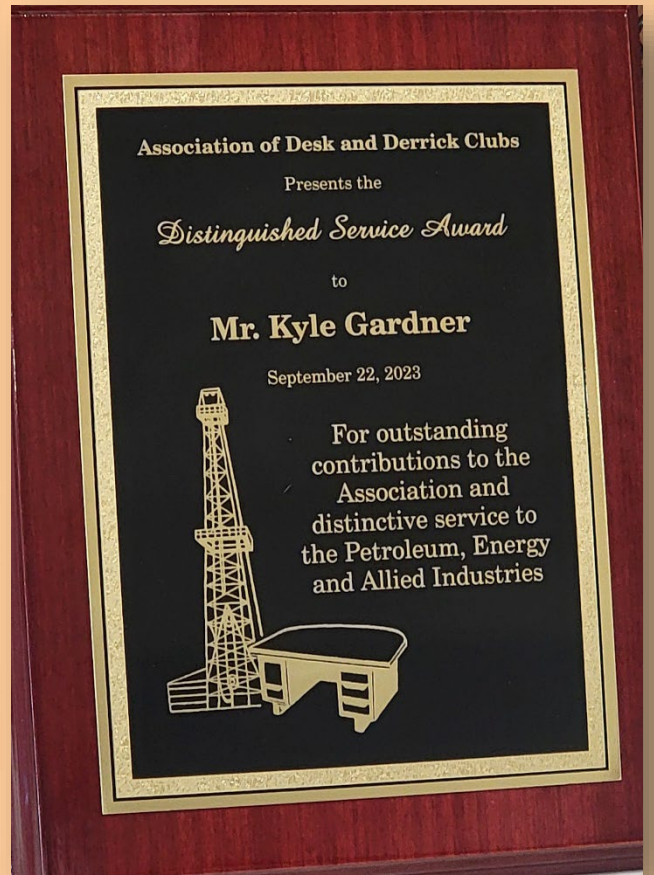 Association of Desk and Derrick Clubs
Presents the
Distinguished Service Award
to
Mr. Kyle Gardner
September 22, 2023
For outstanding
contributions to the
Association and
distinctive service to
the Petroleum, Energy
and Allied Industries